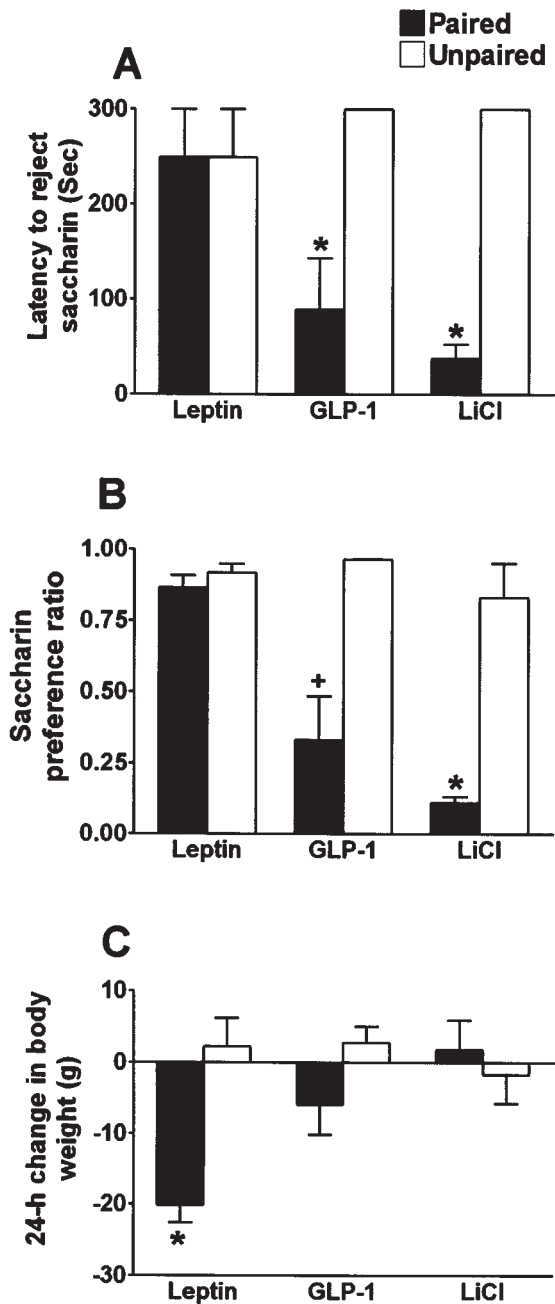 Paired
Unpaired
A
Latency to reject
saccharin (Sec)
300
200
100
0
*
*
Leptin
GLP-1
LiCl
B
Saccharin
preference ratio
1.00
0.75
0.50
0.25
0.00
+
*
Leptin
GLP-1
LiCl
C
24-h change in body
weight (g)
10
0
-10
-20
-30
*
Leptin
GLP-1
LiCl